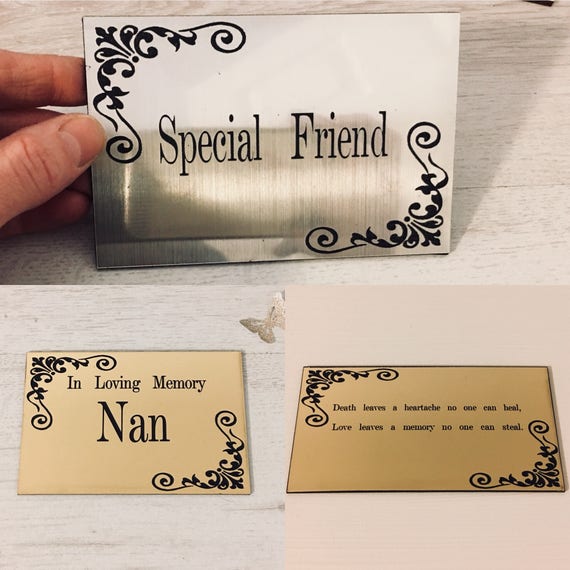 Special Friend
In Loving Memory
Nan
Death leaves a heartache no one can heal,
Love leaves a memory no one can steal.